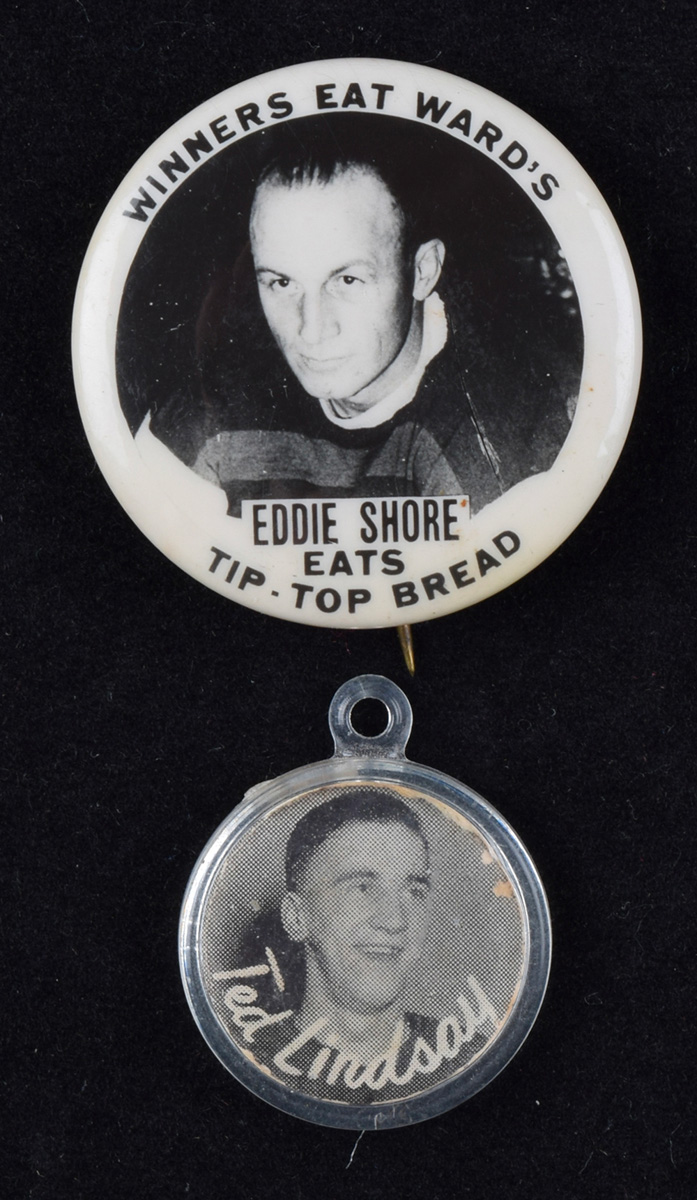 WINNERS EAT WARD'S
EDDIE SHORE
EATS
TIP-TOP BREAD
Ted Lindsay